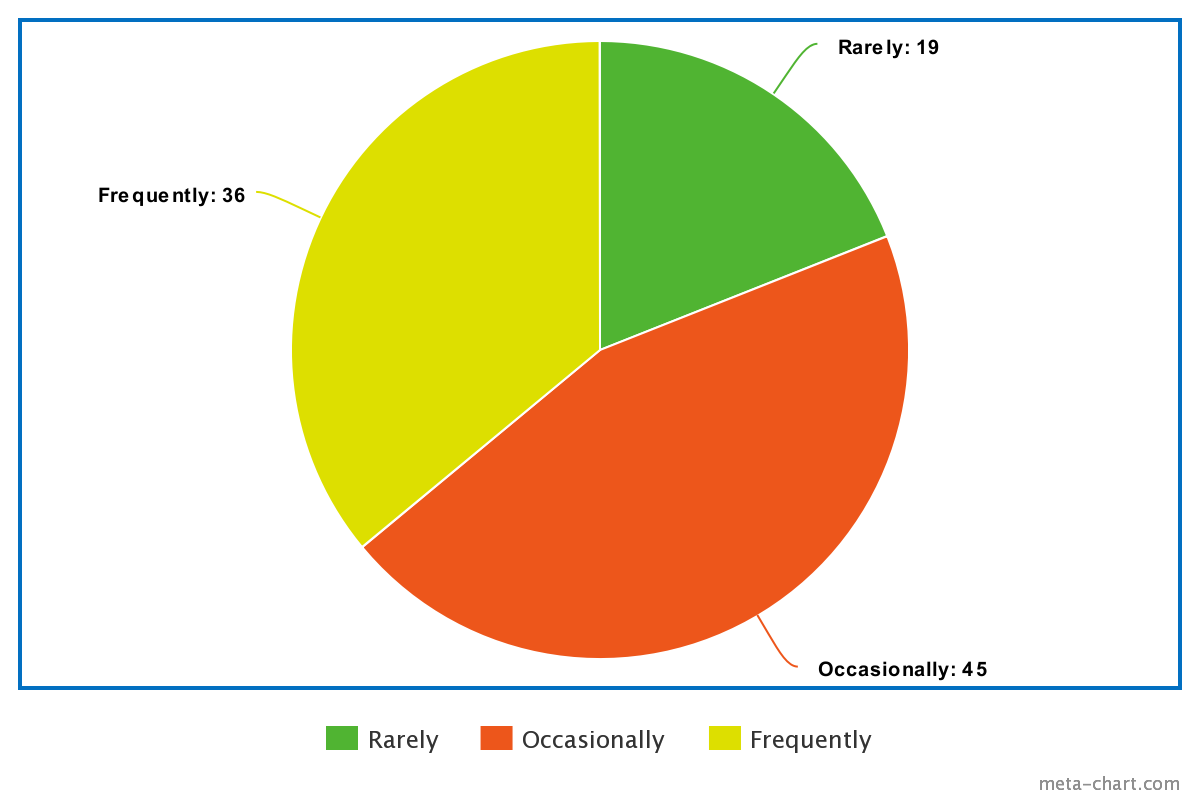 Rarely: 19
Frequently: 36
Occasionally: 45
Rarely Occasionally Frequently
meta-chart.com